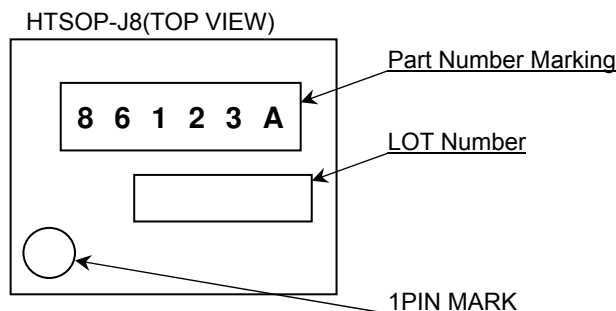 HTSOP-J8(TOP VIEW)
Part Number Marking
8 6 1 2 3 A
LOT Number
1PIN MARK